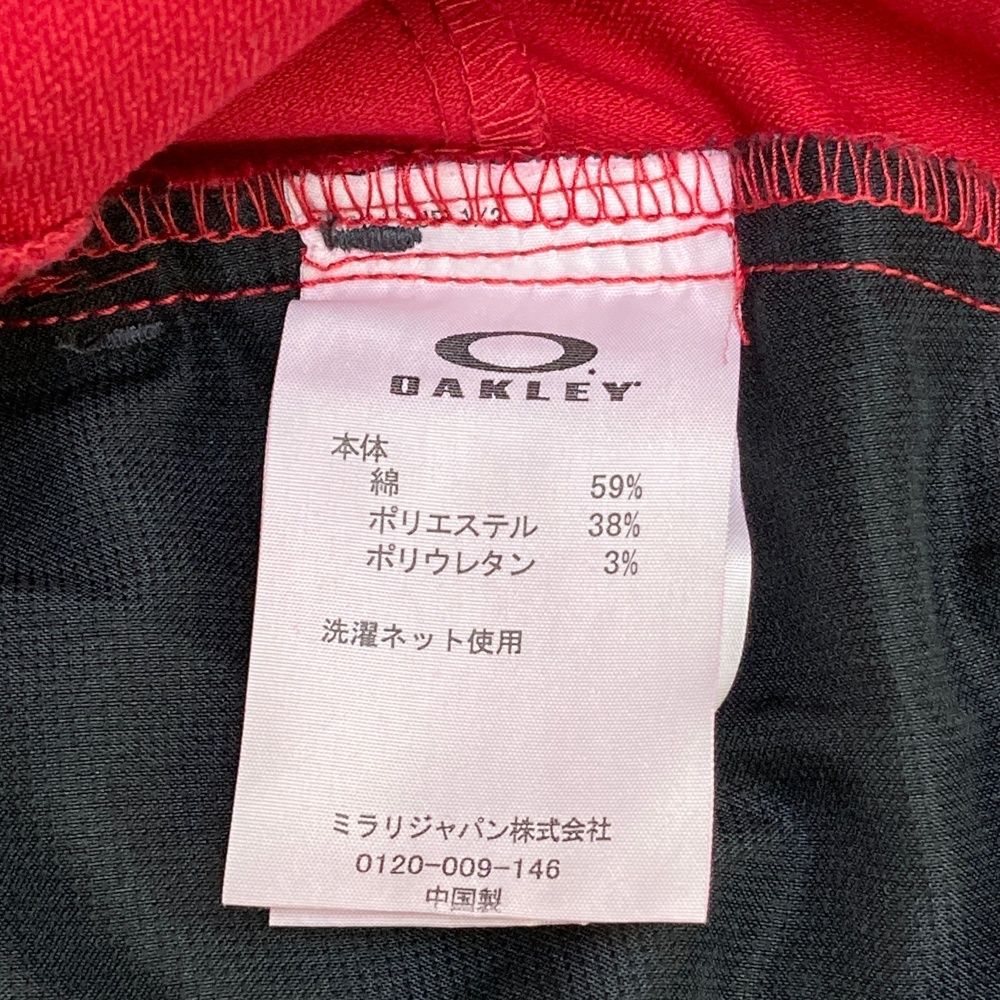 OAKLEY
本体
綿 59%
ポリエステル 38%
ポリウレタン 3%
洗濯ネット使用
ミラリジャパン株式会社
0120-009-146
中国製